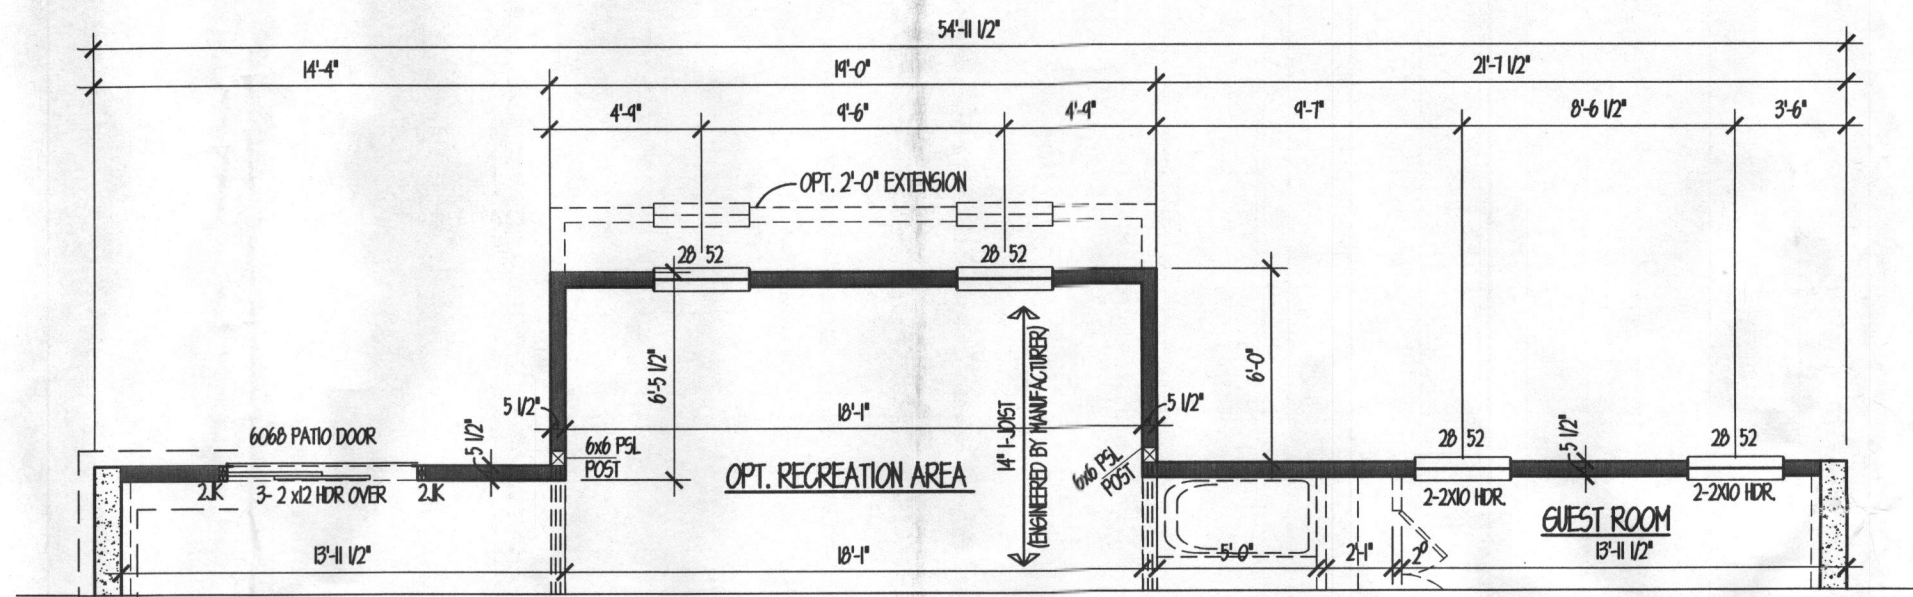 54'-11 1/2"
14'-4"
19'-0"
21'-7 1/2"
4'-9"
9'-6"
4'-9"
9'-7"
8'-6 1/2"
3'-6"
OPT. 2'-0" EXTENSION
28 52
28 52
6'-5 1/2"
14" I-JOIST
(ENGINEERED BY MANUFACTURER)
6'-0"
5 1/2"
18'-1"
5 1/2"
6068 PATIO DOOR
5 1/2"
6x6 PSL
POST
6x6 PSL
POST
28 52
5 1/2"
28 52
OPT. RECREATION AREA
2JK
3- 2 x12 HDR OVER
2JK
2-2X10 HDR.
2-2X10 HDR.
GUEST ROOM
13'-11 1/2"
18'-1"
5'-0"
2'-1"
2⁰
13'-11 1/2"